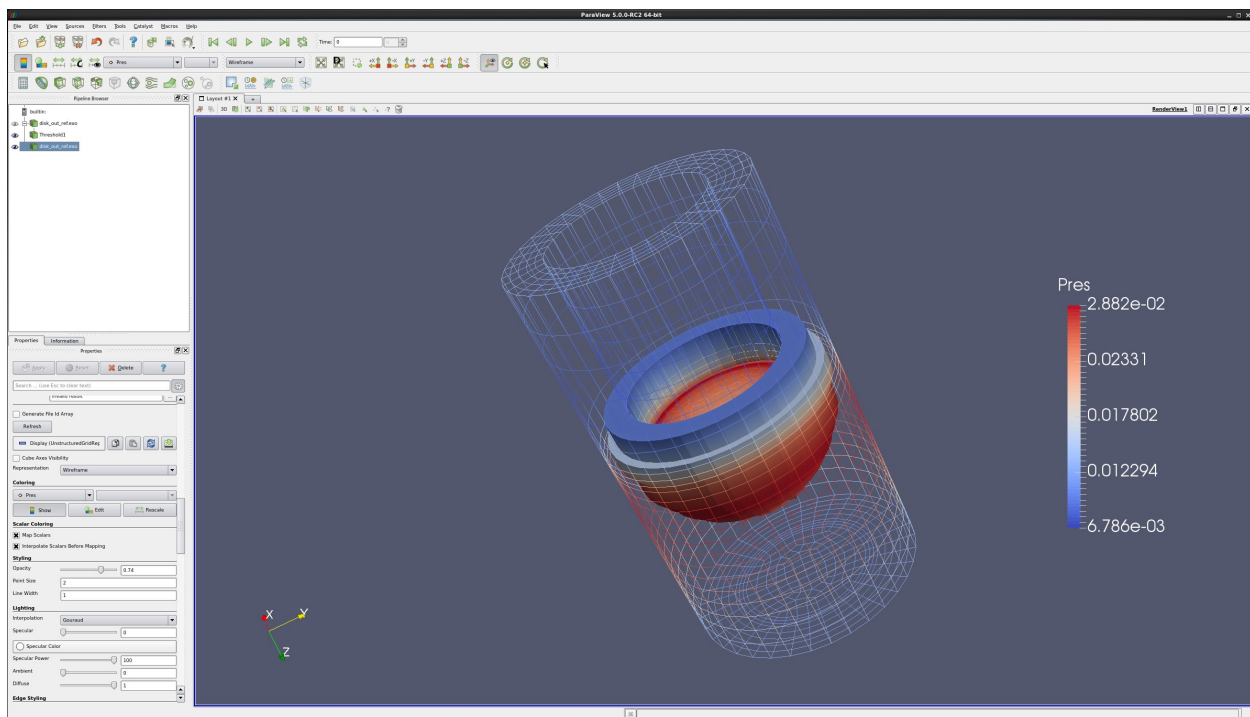 ParaView 5.0.0-RC2 64-bit
File Edit View Sources Filters Tools Catalyst Macros Help
Time: 0
Pres Wireframe
Pipeline Browser
Layout #1
builtin:
3D
RenderView1
disk_out_ref.exo
Threshold1
disk_out_ref.exo
Properties Information
Properties
Apply Reset Delete ?
Search ... (use Esc to clear text)
Generate File Id Array
Refresh
Display (UnstructuredGridRep
Cube Axes Visibility
Representation Wireframe
Coloring
Pres
Show Edit Rescale
Scalar Coloring
Map Scalars
Interpolate Scalars Before Mapping
Styling
Opacity 0.74
Point Size 2
Line Width 1
Lighting
Interpolation Gouraud
Specular 0
Specular Color
Specular Power 100
Ambient 0
Diffuse 1
Edge Styling
Pres
2.882e-02
0.02331
0.017802
0.012294
6.786e-03
X Y
Z